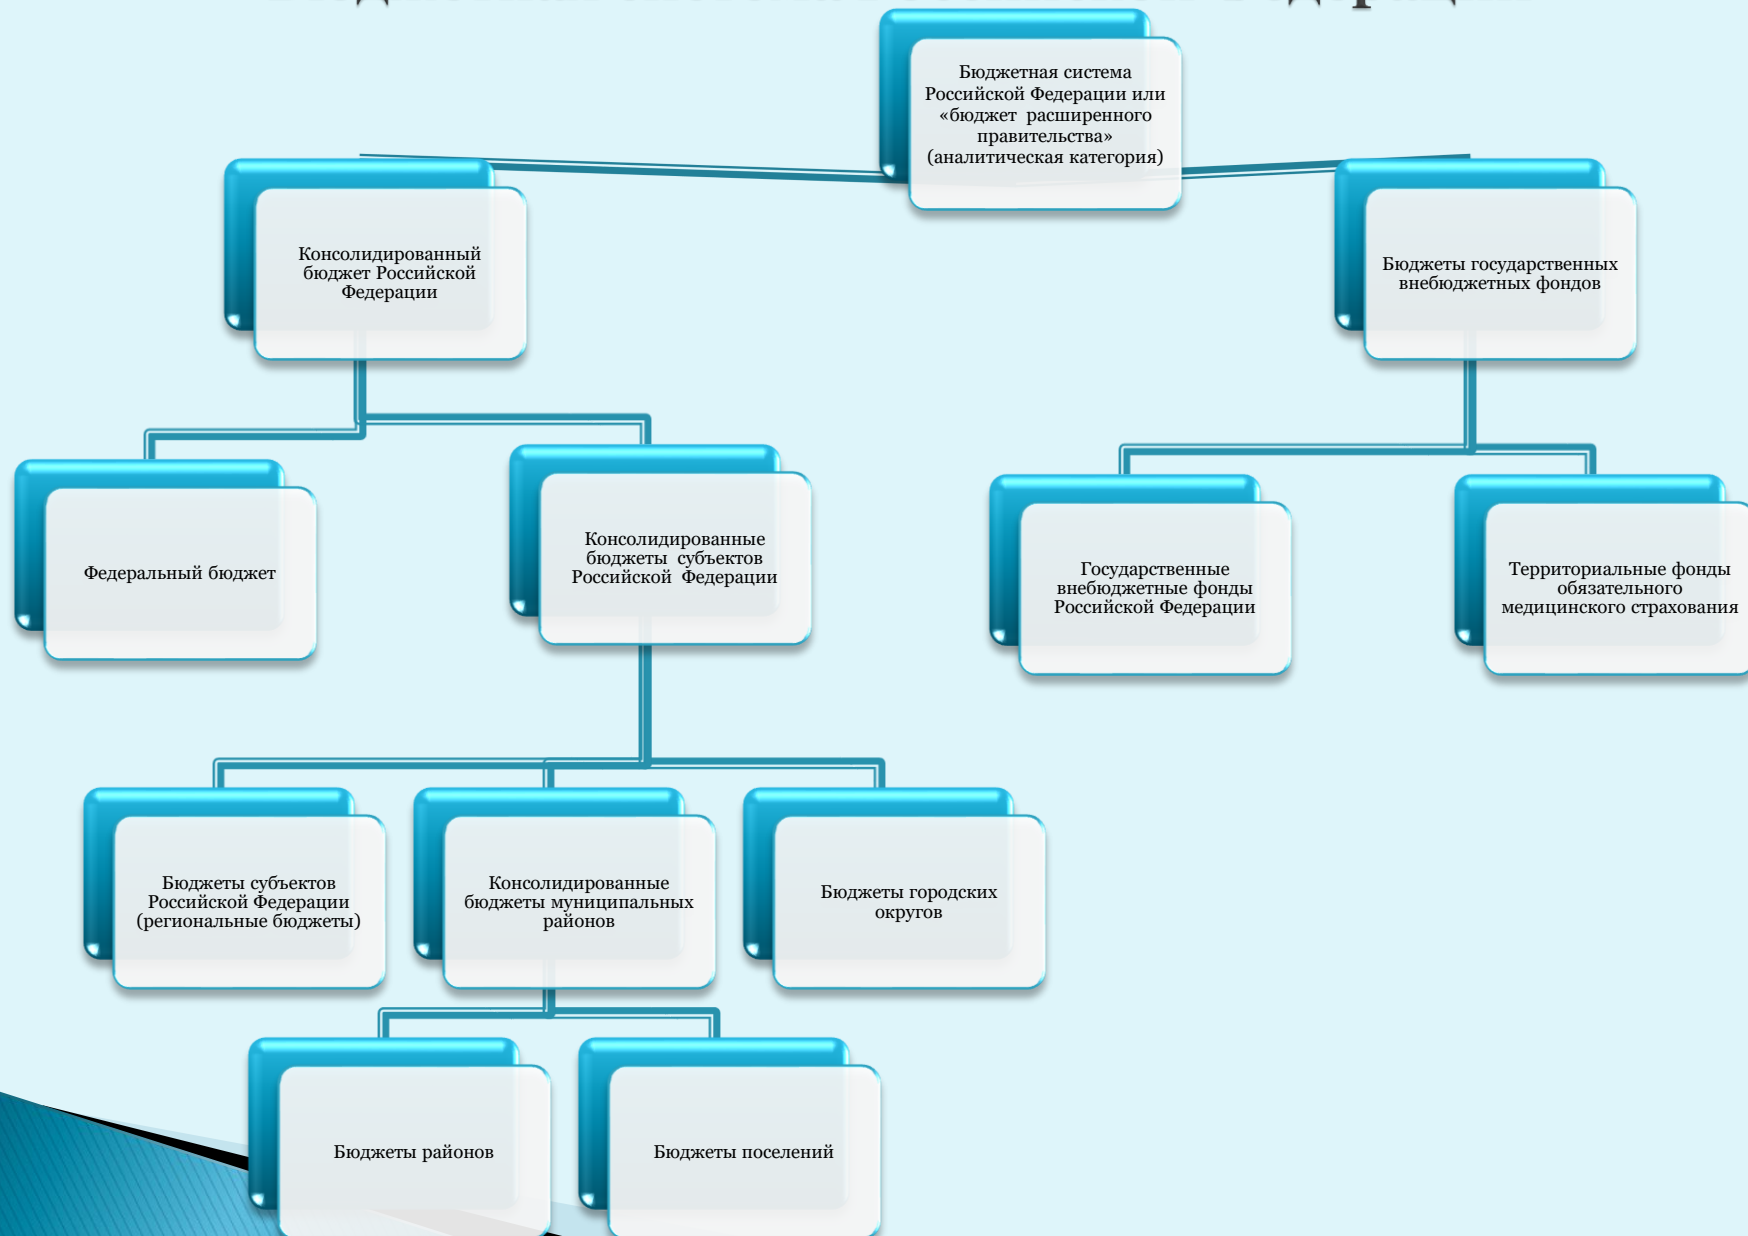 Бюджетная система
Российской Федерации или
«бюджет расширенного
правительства»
(аналитическая категория)
Консолидированный
бюджет Российской
Федерации
Бюджеты государственных
внебюджетных фондов
Федеральный бюджет
Консолидированные
бюджеты субъектов
Российской Федерации
Государственные
внебюджетные фонды
Российской Федерации
Территориальные фонды
обязательного
медицинского страхования
Бюджеты субъектов
Российской Федерации
(региональные бюджеты)
Консолидированные
бюджеты муниципальных
районов
Бюджеты городских
округов
Бюджеты районов
Бюджеты поселений